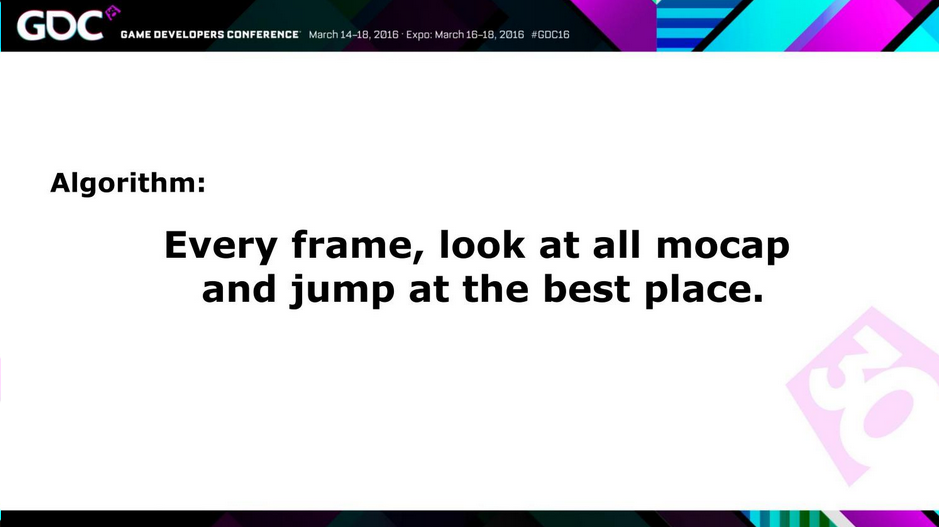 GDC
GAME DEVELOPERS CONFERENCE® March 14–18, 2016 · Expo: March 16–18, 2016 #GDC16
Algorithm:
Every frame, look at all mocap
and jump at the best place.
30